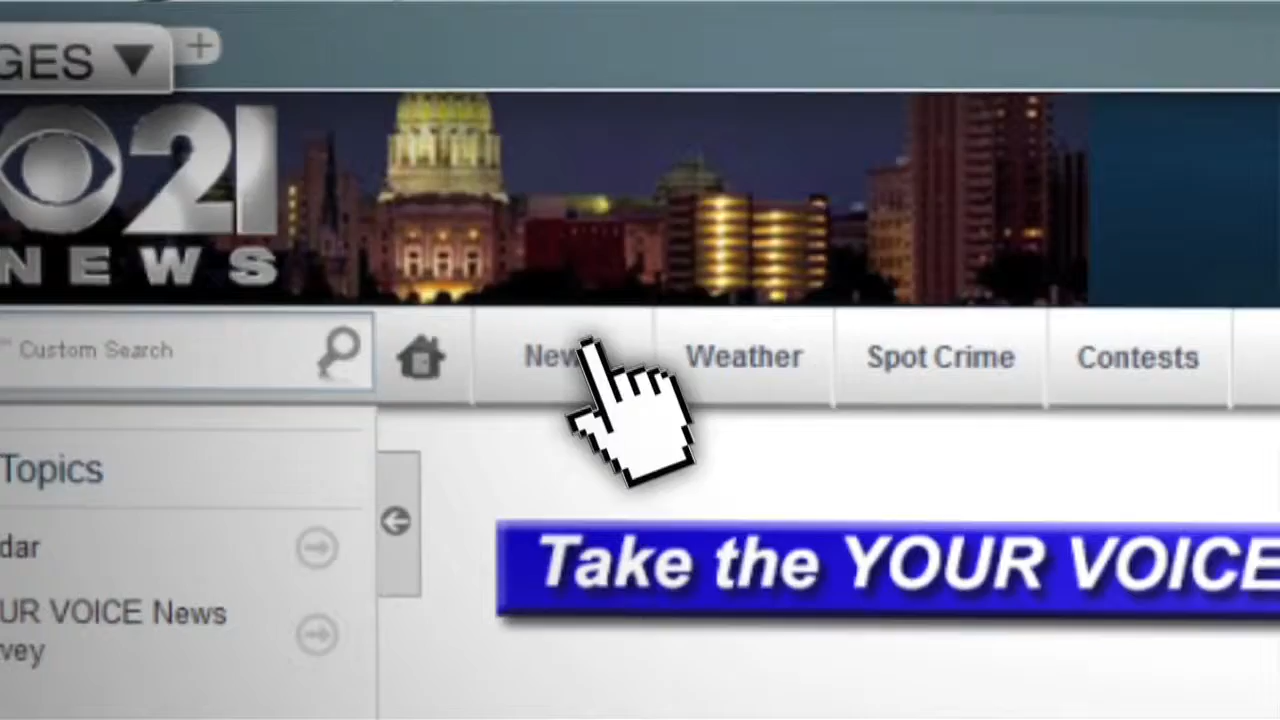 GES ▼ +
21
NEWS
Custom Search
Weather
Spot Crime
Contests
Topics
dar
UR VOICE News
vey
Take the YOUR VOICE